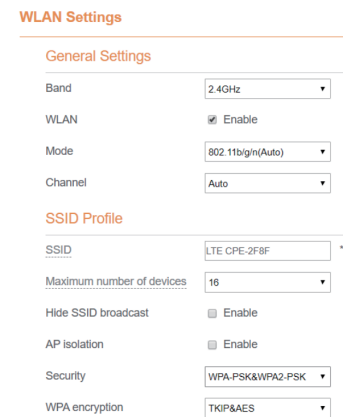 WLAN Settings
General Settings
Band 2.4GHz
WLAN Enable
Mode 802.11b/g/n(Auto)
Channel Auto
SSID Profile
SSID LTE CPE-2F8F *
Maximum number of devices 16
Hide SSID broadcast Enable
AP isolation Enable
Security WPA-PSK&WPA2-PSK
WPA encryption TKIP&AES